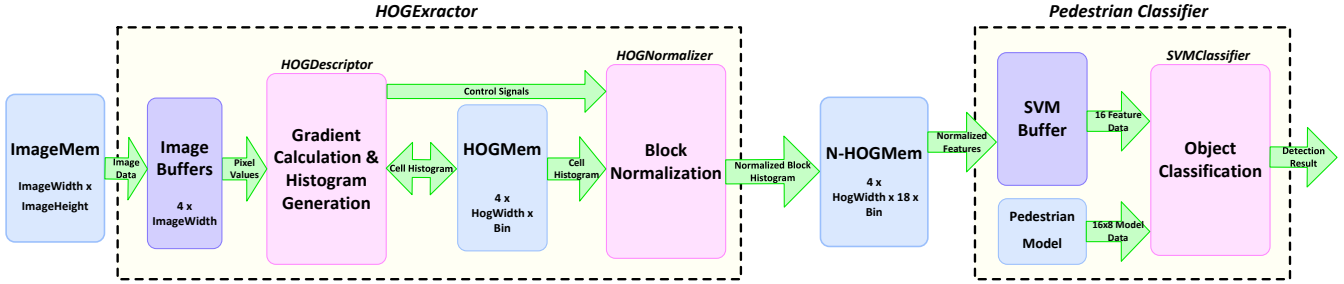 HOGExractor
Pedestrian Classifier
HOGDescriptor
HOGNormalizer
SVMClassifier
ImageMem
ImageWidth x
ImageHeight
Image
Data
Image
Buffers
4 x
ImageWidth
Pixel
Values
Gradient
Calculation &
Histogram
Generation
Control Signals
Cell Histogram
HOGMem
4 x
HogWidth x
Bin
Cell
Histogram
Block
Normalization
Normalized Block
Histogram
N-HOGMem
4 x
HogWidth x 18 x
Bin
Normalized
Features
SVM
Buffer
16 Feature
Data
Pedestrian
Model
16x8 Model
Data
Object
Classification
Detection
Result